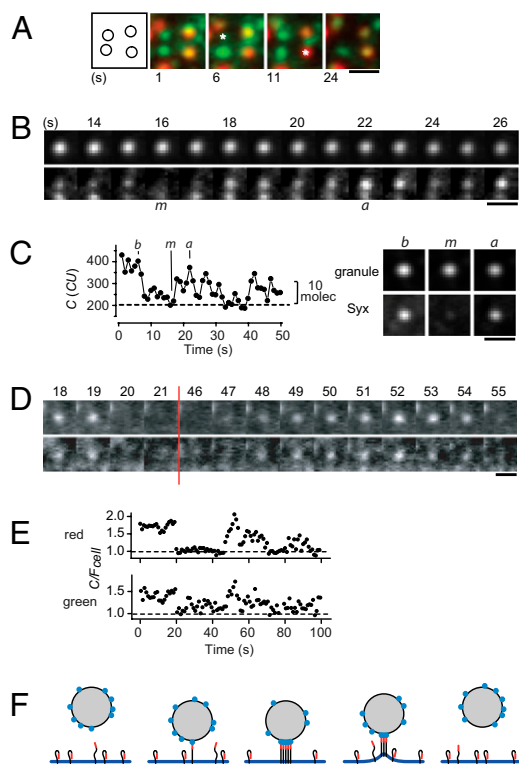 A
(s) 1 6 11 24
* *
B
(s) 14 16 18 20 22 24 26
m a
C
b m a
400
300
200
C (CU)
10 molec
0 10 20 30 40 50
Time (s)
b m a
granule
Syx
D
18 19 20 21 46 47 48 49 50 51 52 53 54 55
E
red
2.0
1.5
1.0
C/Fcell
green
1.5
1.0
0 20 40 60 80 100
Time (s)
F